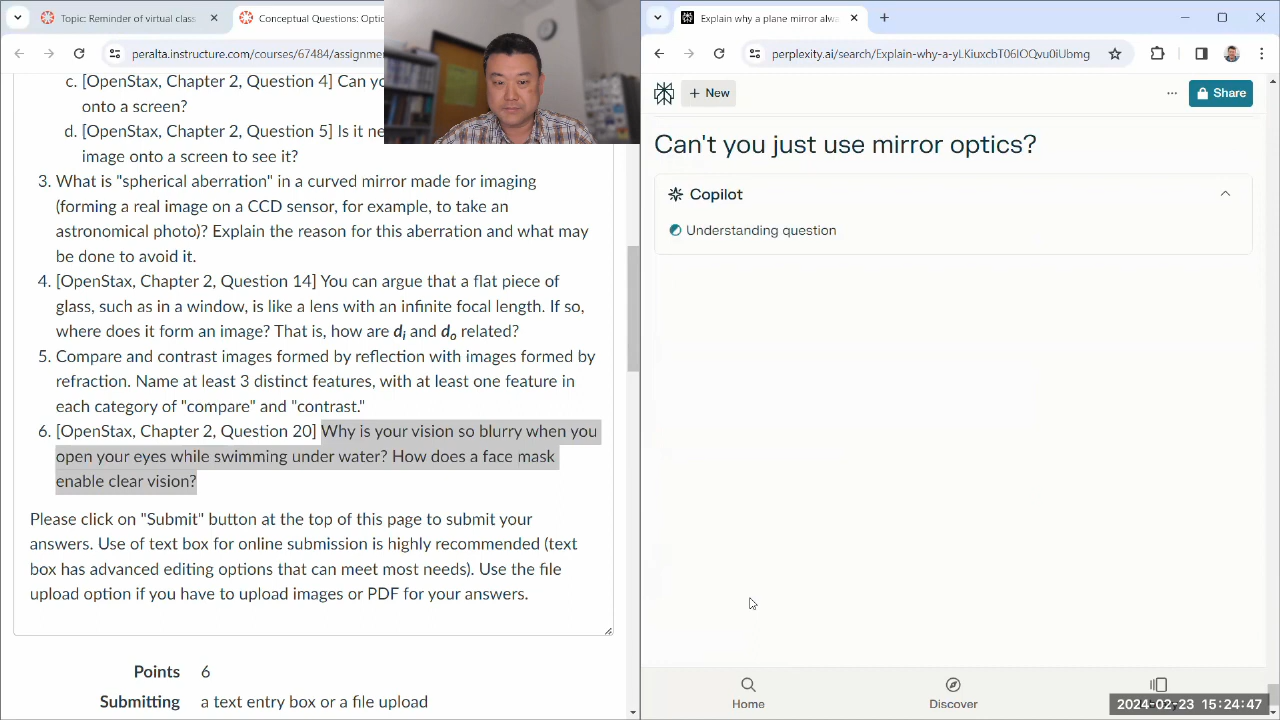 Topic: Reminder of virtual class
Conceptual Questions: Optic
peralta.instructure.com/courses/67484/assignme
c. [OpenStax, Chapter 2, Question 4] Can yo
onto a screen?
d. [OpenStax, Chapter 2, Question 5] Is it ne
image onto a screen to see it?
3. What is "spherical aberration" in a curved mirror made for imaging
(forming a real image on a CCD sensor, for example, to take an
astronomical photo)? Explain the reason for this aberration and what may
be done to avoid it.
4. [OpenStax, Chapter 2, Question 14] You can argue that a flat piece of
glass, such as in a window, is like a lens with an infinite focal length. If so,
where does it form an image? That is, how are di and do related?
5. Compare and contrast images formed by reflection with images formed by
refraction. Name at least 3 distinct features, with at least one feature in
each category of "compare" and "contrast."
6. [OpenStax, Chapter 2, Question 20] Why is your vision so blurry when you
open your eyes while swimming under water? How does a face mask
enable clear vision?
Please click on "Submit" button at the top of this page to submit your
answers. Use of text box for online submission is highly recommended (text
box has advanced editing options that can meet most needs). Use the file
upload option if you have to upload images or PDF for your answers.
Points 6
Submitting a text entry box or a file upload
Explain why a plane mirror alwa
perplexity.ai/search/Explain-why-a-yLKiuxcbT06IOQvu0iUbmg
+ New
... Share
Can't you just use mirror optics?
Copilot
Understanding question
Home
Discover
2024-02-23 15:24:47